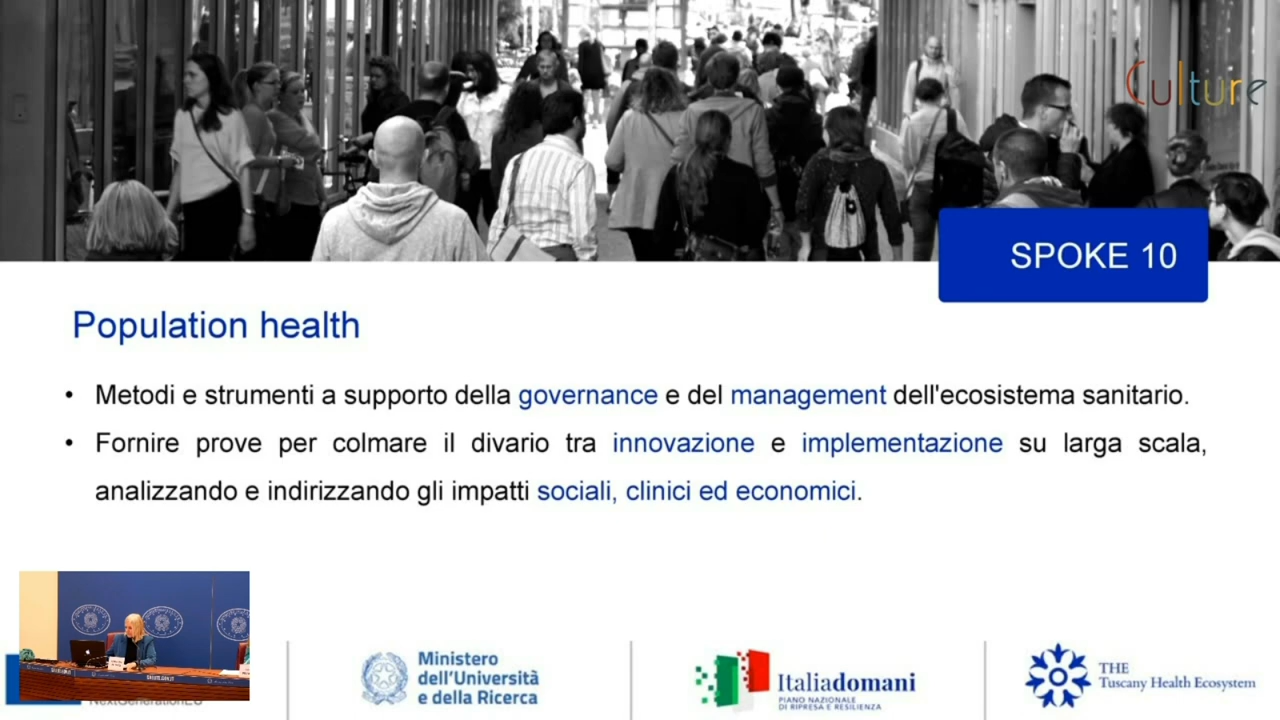 Culture
SPOKE 10
Population health
• Metodi e strumenti a supporto della governance e del management dell'ecosistema sanitario.
• Fornire prove per colmare il divario tra innovazione e implementazione su larga scala,
analizzando e indirizzando gli impatti sociali, clinici ed economici.
NextGenerationEU
Ministero
dell'Università
e della Ricerca
Italiadomani
PIANO NAZIONALE
DI RIPRESA E RESILIENZA
THE
Tuscany Health Ecosystem